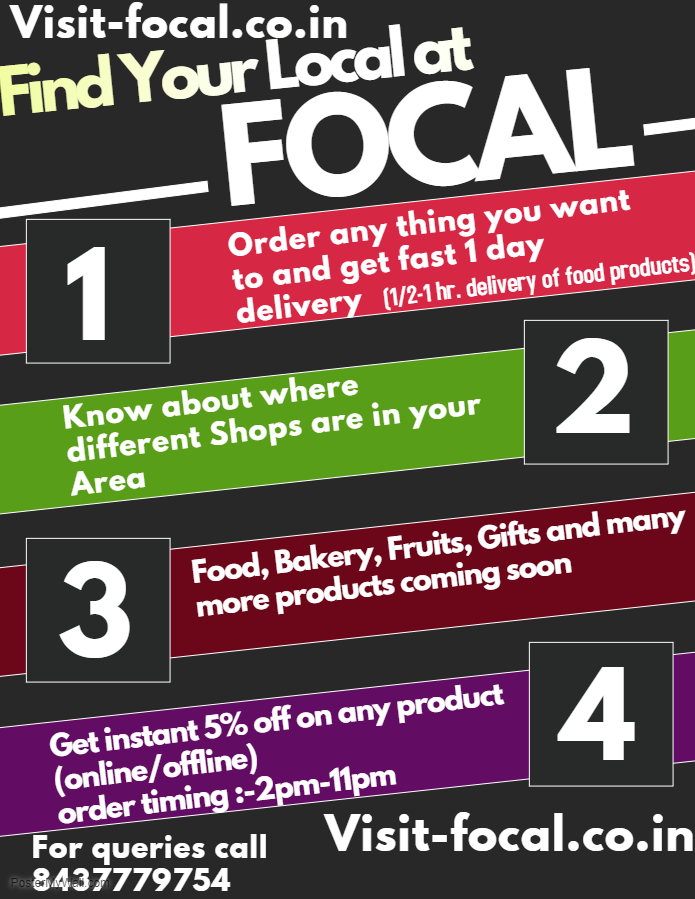 Visit-focal.co.in
Find Your Local at
FOCAL
1
Order any thing you want
to and get fast 1 day
delivery (1/2-1 hr. delivery of food products)
2
Know about where
different Shops are in your
Area
3
Food, Bakery, Fruits, Gifts and many
more products coming soon
4
Get instant 5% off on any product
(online/offline)
order timing :-2pm-11pm
Visit-focal.co.in
For queries call
8437779754
PosterMyWall.com